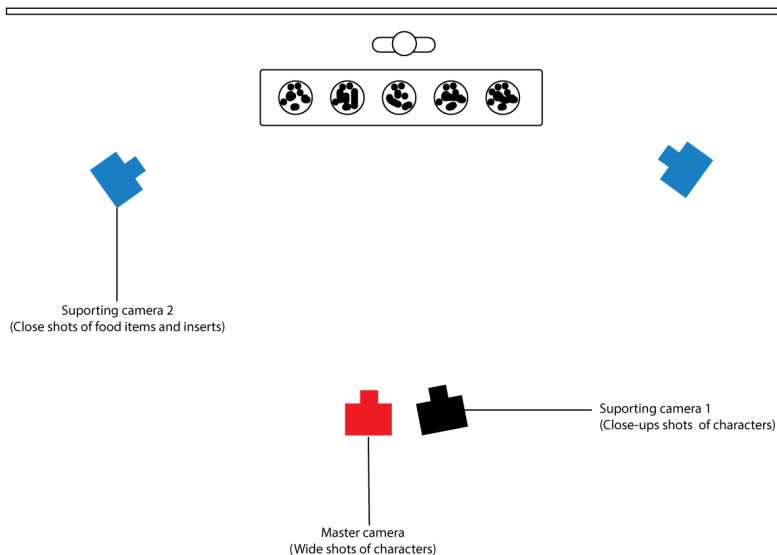 Suporting camera 2
(Close shots of food items and inserts)
Suporting camera 1
(Close-ups shots of characters)
Master camera
(Wide shots of characters)